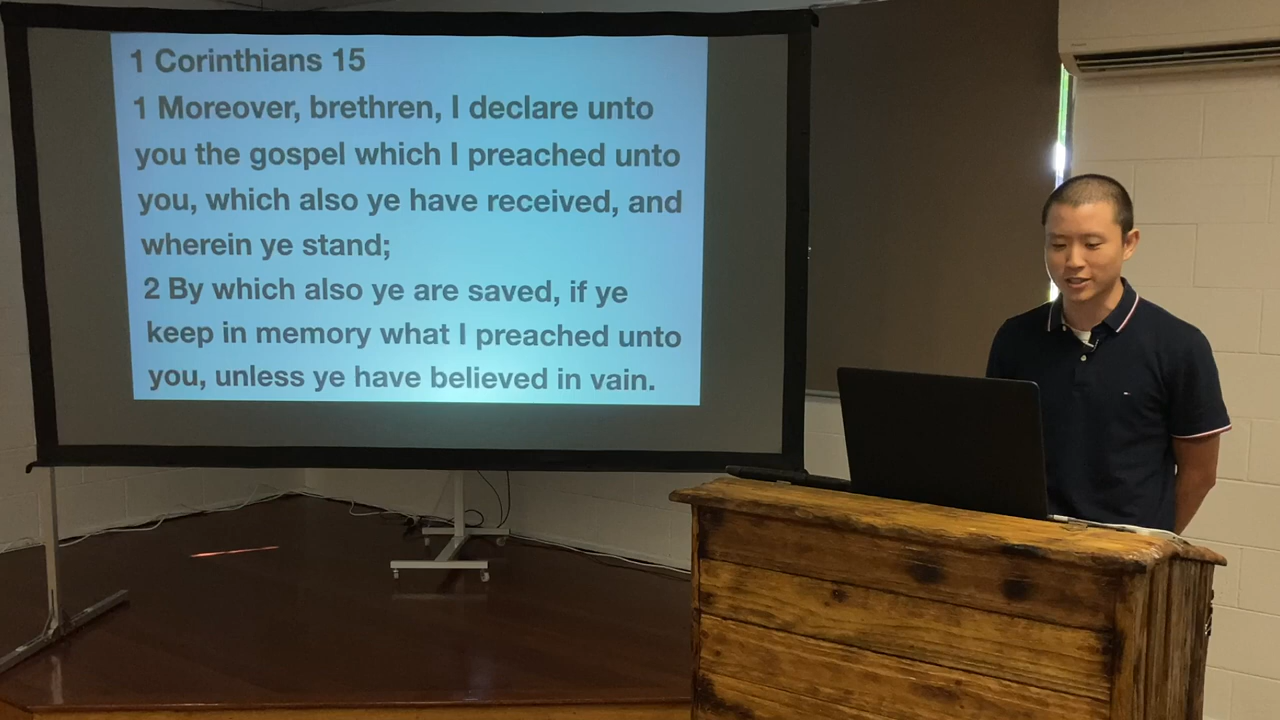 1 Corinthians 15
1 Moreover, brethren, I declare unto
you the gospel which I preached unto
you, which also ye have received, and
wherein ye stand;
2 By which also ye are saved, if ye
keep in memory what I preached unto
you, unless ye have believed in vain.